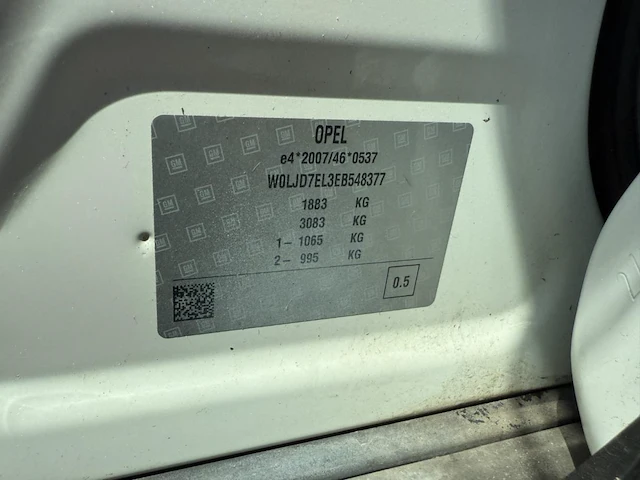 OPEL
e4*2007/46*0537
W0LJD7EL3EB548377
1883 KG
3083 KG
1- 1065 KG
2- 995 KG
0.5